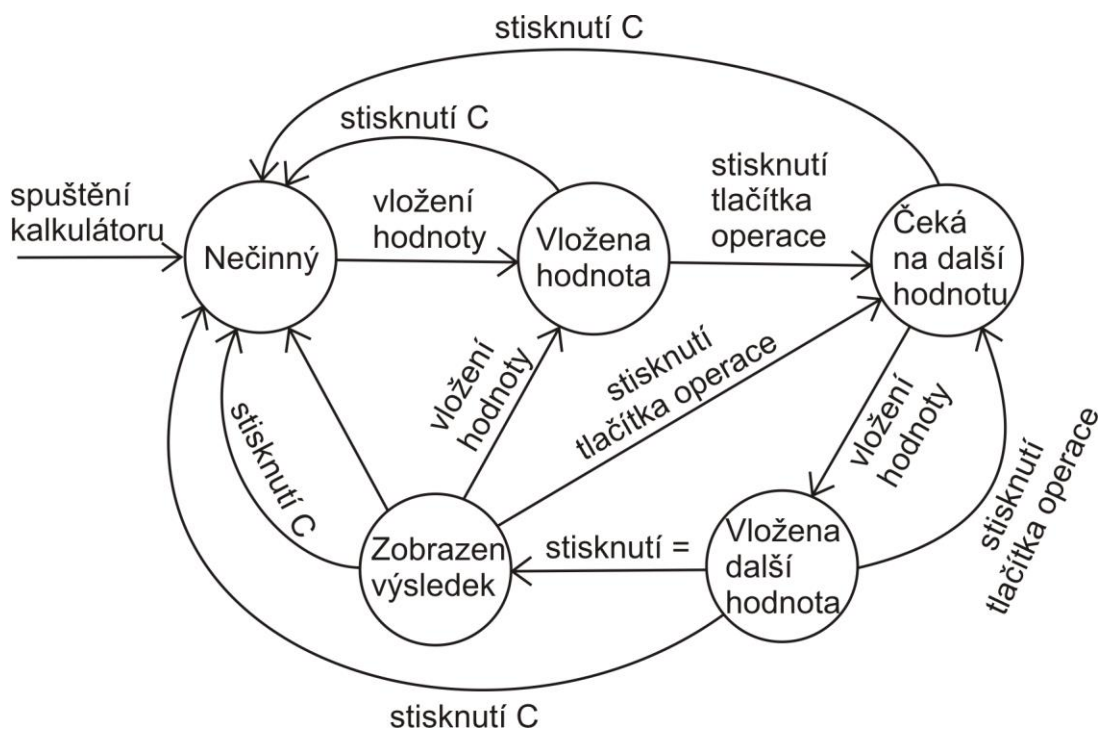 stisknutí C
stisknutí C
spuštění
kalkulátoru
Nečinný
vložení
hodnoty
Vložena
hodnota
stisknutí
tlačítka
operace
Čeká
na další
hodnotu
vložení
hodnoty
stisknutí
tlačítka operace
vložení
hodnoty
stisknutí
tlačítka operace
stisknutí C
Zobrazen
výsledek
stisknutí =
Vložena
další
hodnota
stisknutí C